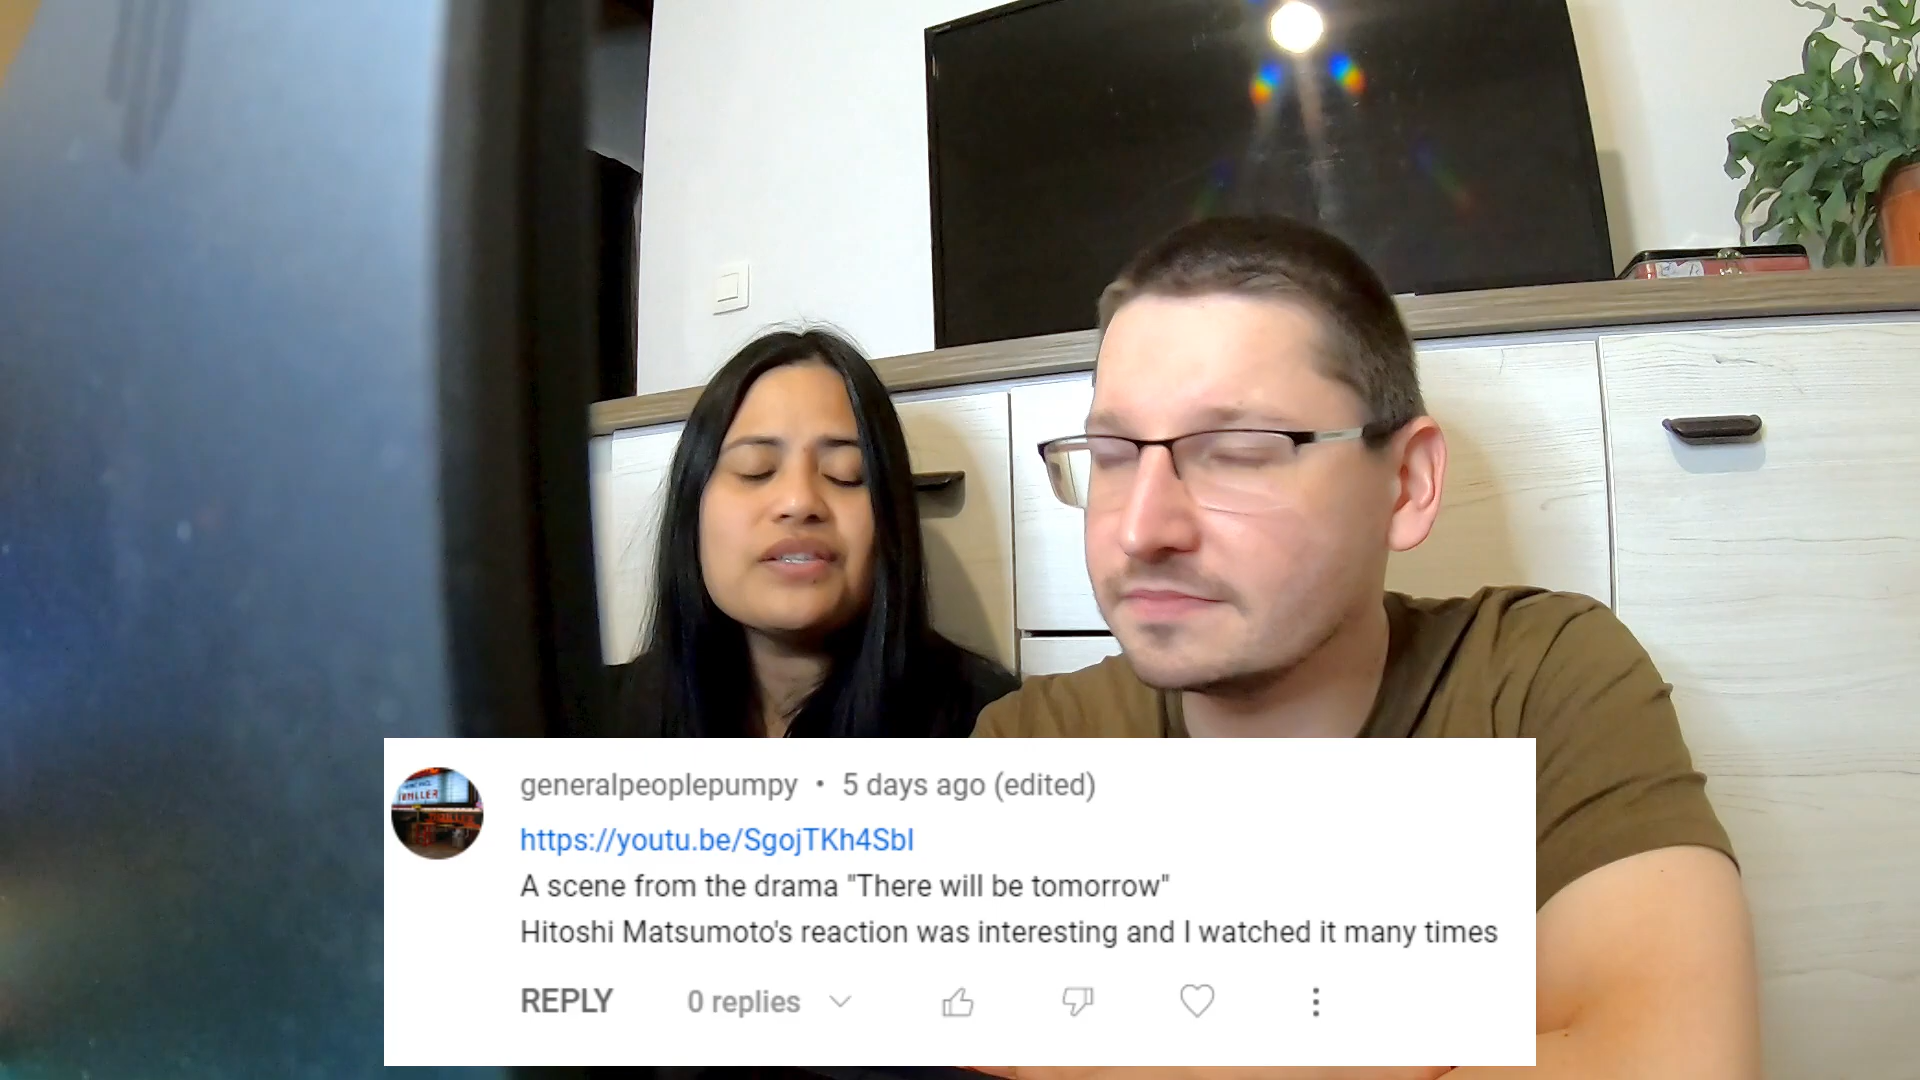 generalpeoplepumpy • 5 days ago (edited)
https://youtu.be/SgojTKh4SbI
A scene from the drama "There will be tomorrow"
Hitoshi Matsumoto's reaction was interesting and I watched it many times
REPLY 0 replies